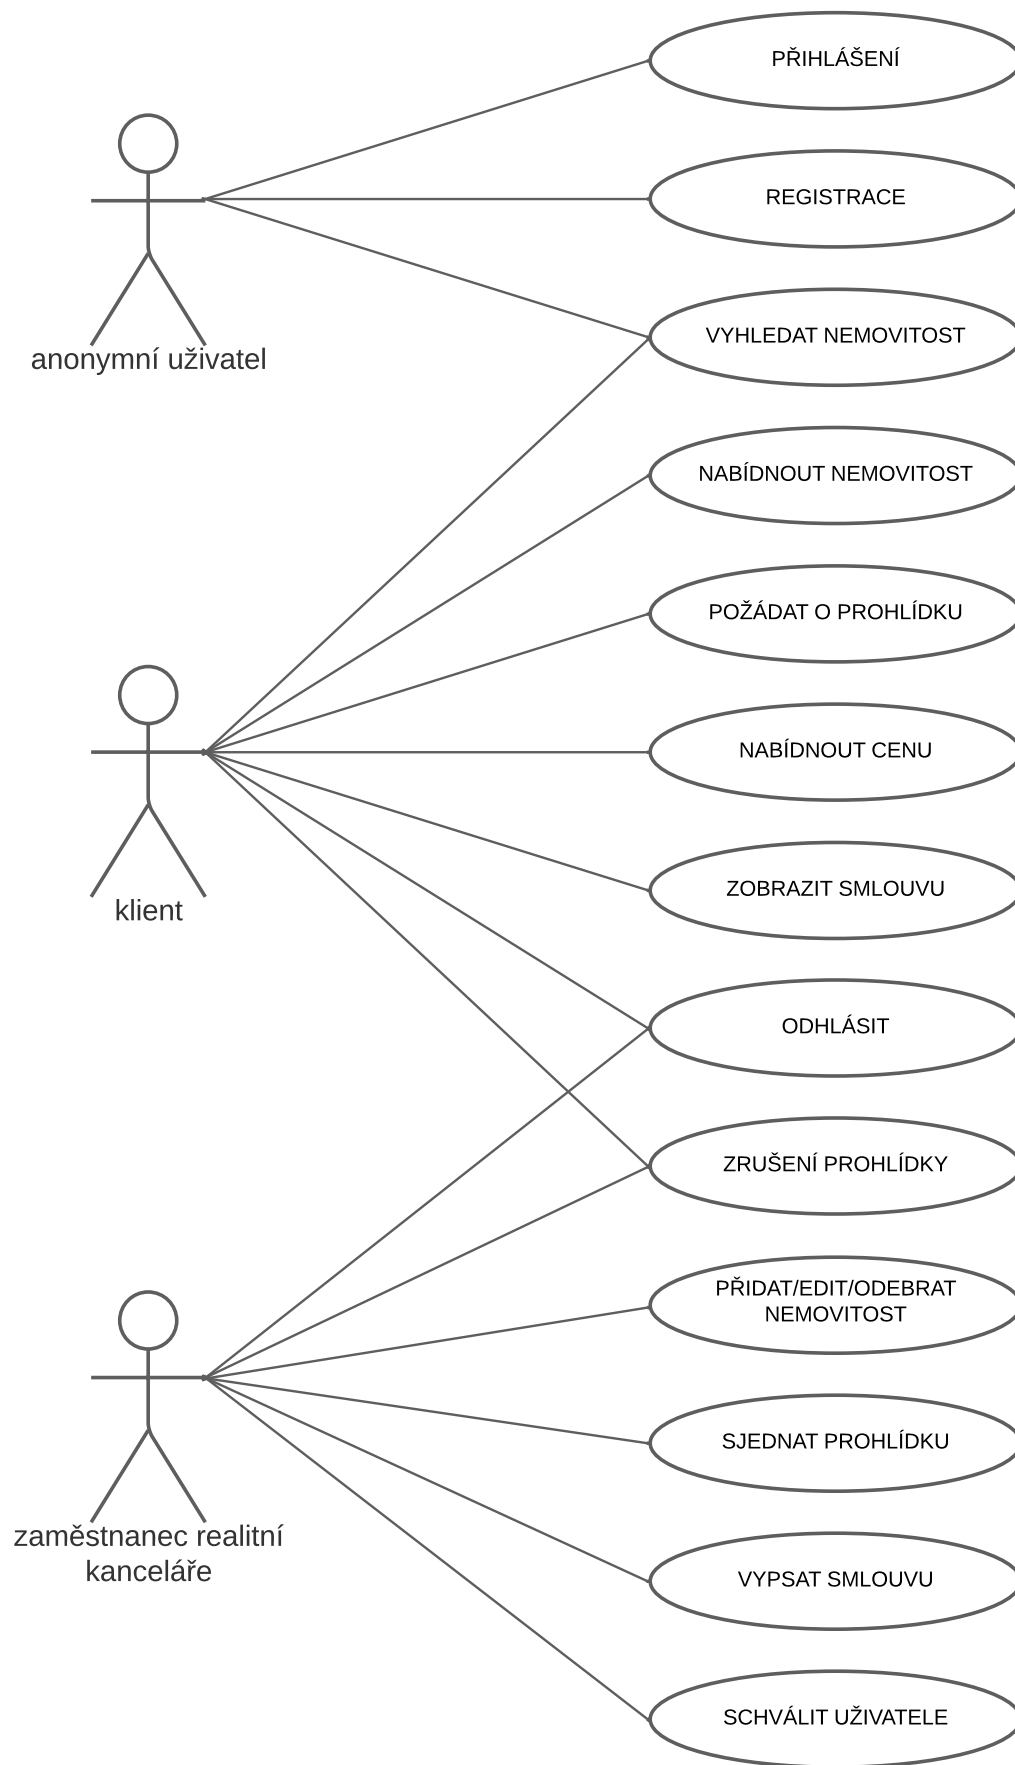 PŘIHLÁŠENÍ
REGISTRACE
VYHLEDAT NEMOVITOST
anonymní uživatel
NABÍDNOUT NEMOVITOST
POŽÁDAT O PROHLÍDKU
NABÍDNOUT CENU
ZOBRAZIT SMLOUVU
klient
ODHLÁSIT
ZRUŠENÍ PROHLÍDKY
PŘIDAT/EDIT/ODEBRAT
NEMOVITOST
SJEDNAT PROHLÍDKU
zaměstnanec realitní
kanceláře
VYPSAT SMLOUVU
SCHVÁLIT UŽIVATELE